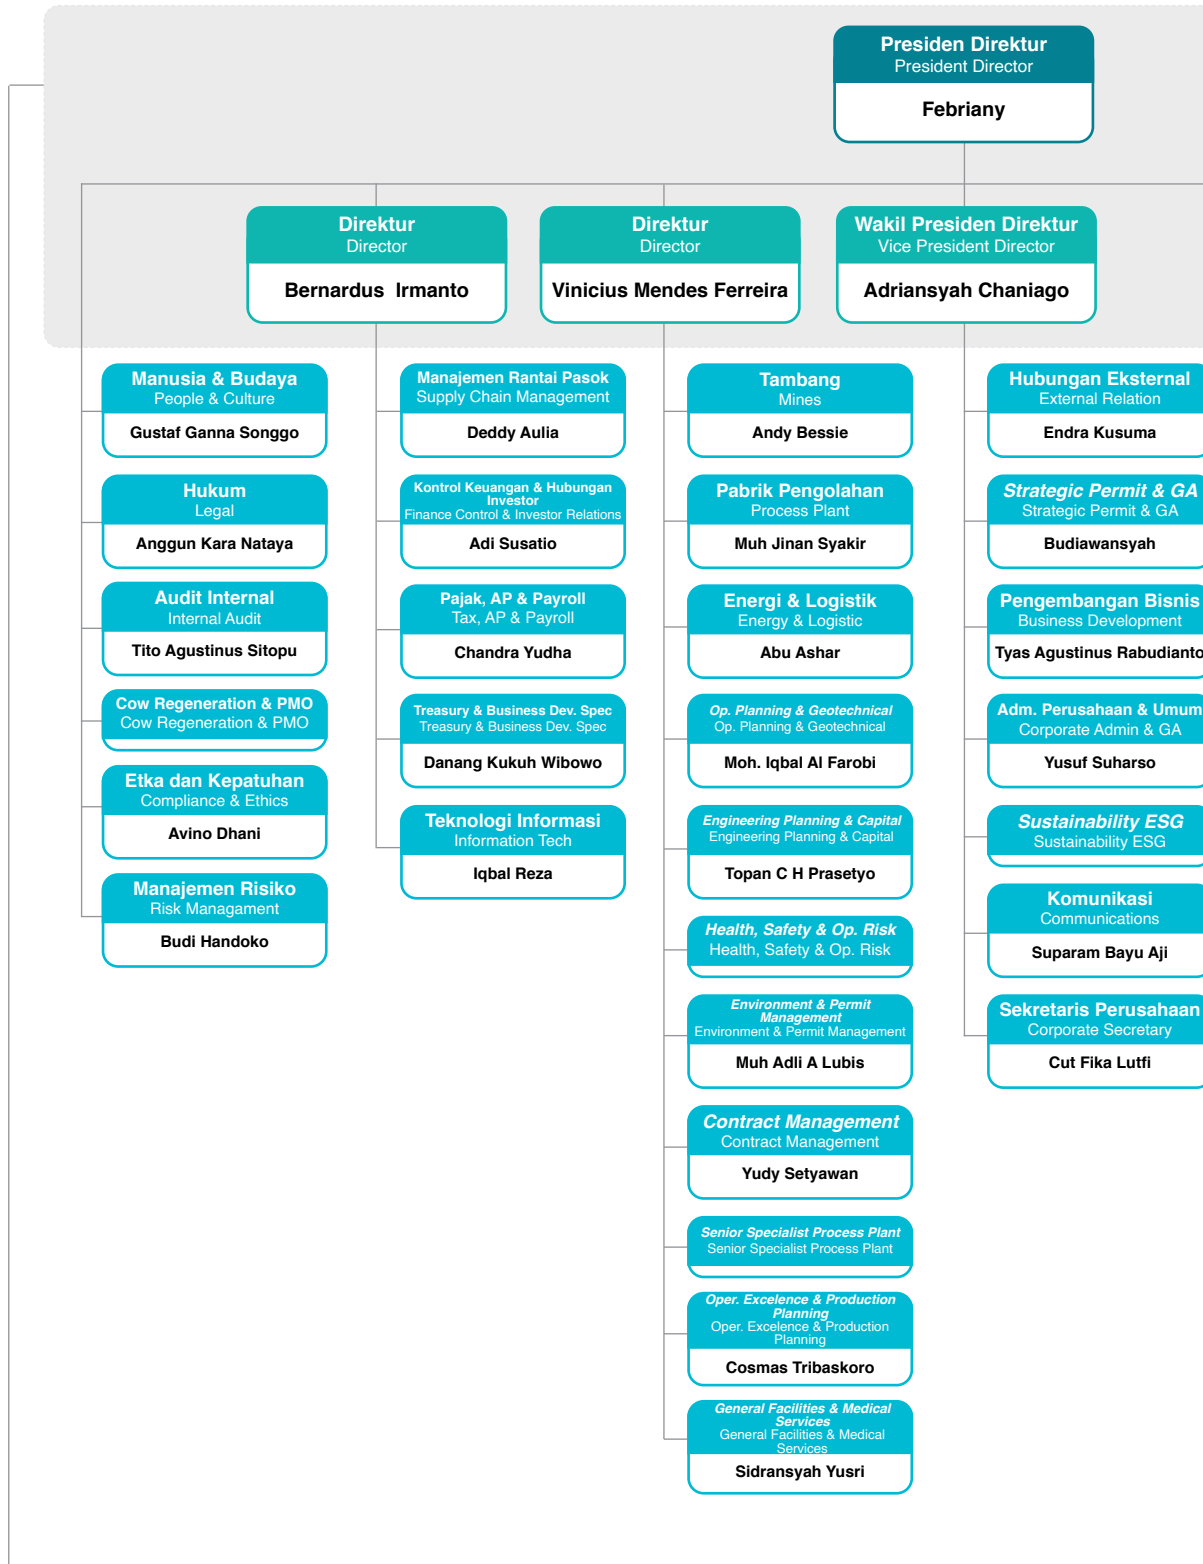 Presiden Direktur
President Director
Febriany
Direktur
Director
Bernardus Irmanto
Direktur
Director
Vinicius Mendes Ferreira
Wakil Presiden Direktur
Vice President Director
Adriansyah Chaniago
Manusia & Budaya
People & Culture
Gustaf Ganna Songgo
Hukum
Legal
Anggun Kara Nataya
Audit Internal
Internal Audit
Tito Agustinus Sitopu
Cow Regeneration & PMO
Cow Regeneration & PMO
Etka dan Kepatuhan
Compliance & Ethics
Avino Dhani
Manajemen Risiko
Risk Managament
Budi Handoko
Manajemen Rantai Pasok
Supply Chain Management
Deddy Aulia
Kontrol Keuangan & Hubungan
Investor
Finance Control & Investor Relations
Adi Susatio
Pajak, AP & Payroll
Tax, AP & Payroll
Chandra Yudha
Treasury & Business Dev. Spec
Treasury & Business Dev. Spec
Danang Kukuh Wibowo
Teknologi Informasi
Information Tech
Iqbal Reza
Tambang
Mines
Andy Bessie
Pabrik Pengolahan
Process Plant
Muh Jinan Syakir
Energi & Logistik
Energy & Logistic
Abu Ashar
Op. Planning & Geotechnical
Op. Planning & Geotechnical
Moh. Iqbal Al Farobi
Engineering Planning & Capital
Engineering Planning & Capital
Topan C H Prasetyo
Health, Safety & Op. Risk
Health, Safety & Op. Risk
Environment & Permit
Management
Environment & Permit Management
Muh Adli A Lubis
Contract Management
Contract Management
Yudy Setyawan
Senior Specialist Process Plant
Senior Specialist Process Plant
Oper. Excelence & Production
Planning
Oper. Excelence & Production
Planning
Cosmas Tribaskoro
General Facilities & Medical
Services
General Facilities & Medical
Services
Sidransyah Yusri
Hubungan Eksternal
External Relation
Endra Kusuma
Strategic Permit & GA
Strategic Permit & GA
Budiawansyah
Pengembangan Bisnis
Business Development
Tyas Agustinus Rabudianto
Adm. Perusahaan & Umum
Corporate Admin & GA
Yusuf Suharso
Sustainability ESG
Sustainability ESG
Komunikasi
Communications
Suparam Bayu Aji
Sekretaris Perusahaan
Corporate Secretary
Cut Fika Lutfi